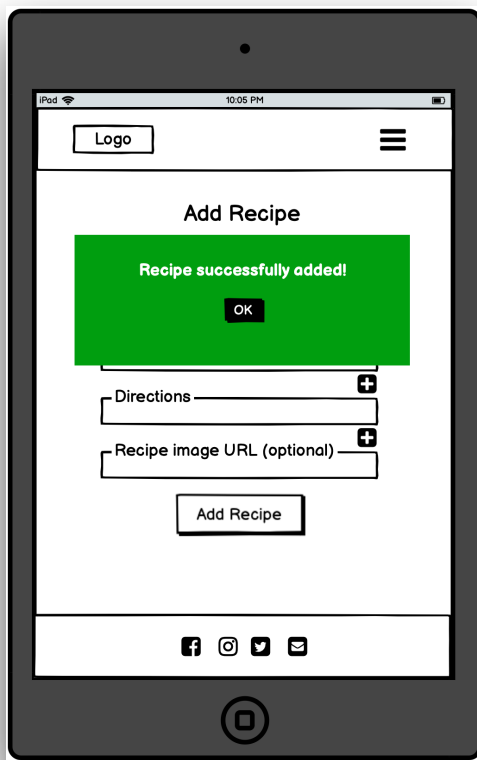 iPad 10:05 PM
Logo
Add Recipe
Recipe successfully added!
OK
Directions
Recipe image URL (optional)
Add Recipe